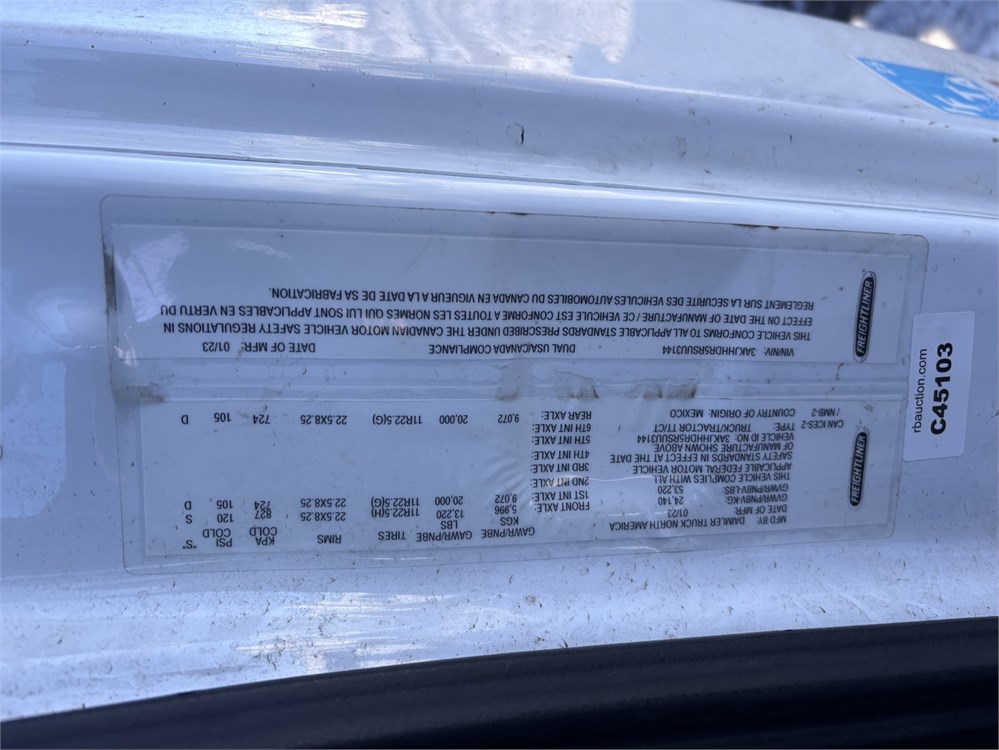 FREIGHTLINER
MFD BY: DAIMLER TRUCK NORTH AMERICA
DATE OF MFR: 01/23
GVWR/PNBV-KG: 24,140
GVWR/PNBV-LBS: 53,220
THIS VEHICLE COMPLIES WITH ALL
APPLICABLE FEDERAL MOTOR VEHICLE
SAFETY STANDARDS IN EFFECT AT THE DATE
OF MANUFACTURE SHOWN ABOVE
VEHICLE ID NO.: 3AKJHHDR5RSUU3144
TYPE: TRUCK/TRACTOR TT/CT
CAN ICES-2
/ NMB-2
COUNTRY OF ORIGIN: MEXICO
GAWR/PNBE KGS GAWR/PNBE LBS TIRES RIMS KPA COLD PSI COLD *S
FRONT AXLE: 5,996 13,220 11R22.5(H) 22.5X8.25 827 120 S
1ST INT AXLE: 9,072 20,000 11R22.5(G) 22.5X8.25 724 105 D
2ND INT AXLE:
3RD INT AXLE:
4TH INT AXLE:
5TH INT AXLE:
6TH INT AXLE:
REAR AXLE: 9,072 20,000 11R22.5(G) 22.5X8.25 724 105 D
FREIGHTLINER
VIN/NIV: 3AKJHHDR5RSUU3144 DUAL USA/CANADA COMPLIANCE DATE OF MFR: 01/23
THIS VEHICLE CONFORMS TO ALL APPLICABLE STANDARDS PRESCRIBED UNDER THE CANADIAN MOTOR VEHICLE SAFETY REGULATIONS IN
EFFECT ON THE DATE OF MANUFACTURE / CE VEHICULE EST CONFORME A TOUTES LES NORMES QUI LUI SONT APPLICABLES EN VERTU DU
REGLEMENT SUR LA SECURITE DES VEHICULES AUTOMOBILES DU CANADA EN VIGUEUR A LA DATE DE SA FABRICATION.
rbauction.com
C45103